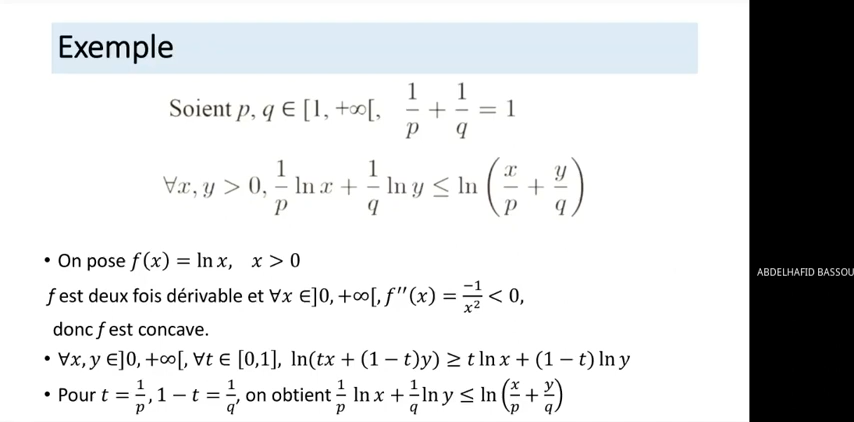 Exemple
Soient p, q ∈ [1, +∞[, 1/p + 1/q = 1
∀x, y > 0, 1/p ln x + 1/q ln y ≤ ln (x/p + y/q)
• On pose f(x) = ln x, x > 0
f est deux fois dérivable et ∀x ∈]0, +∞[, f′′(x) = −1/x² < 0,
donc f est concave.
• ∀x, y ∈]0, +∞[, ∀t ∈ [0,1], ln(tx + (1 − t)y) ≥ t ln x + (1 − t) ln y
• Pour t = 1/p, 1 − t = 1/q, on obtient 1/p ln x + 1/q ln y ≤ ln (x/p + y/q)
ABDELHAFID BASSOU